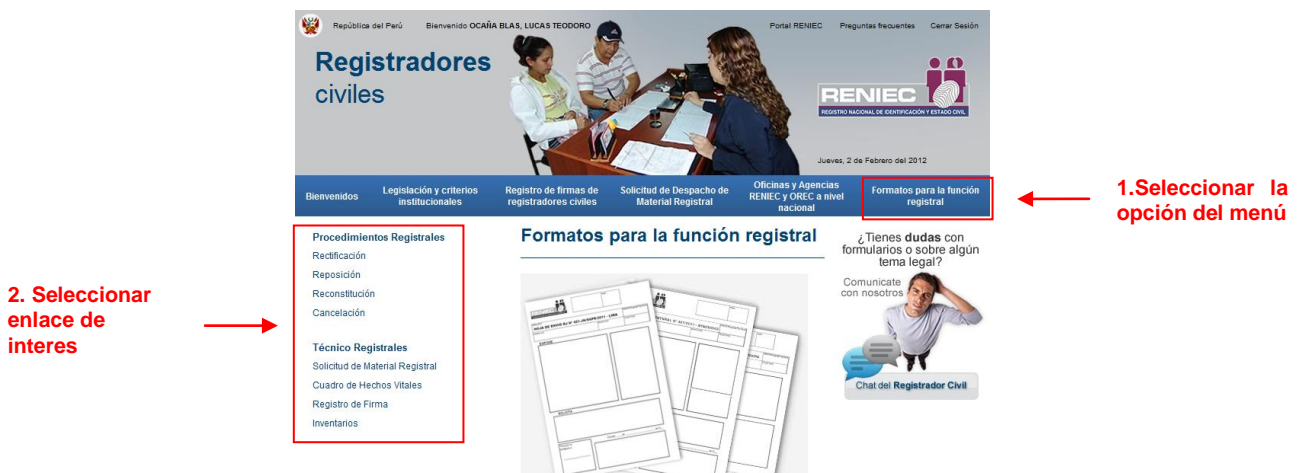 República del Perú
Bienvenido OCAÑA BLAS, LUCAS TEODORO
Portal RENIEC
Preguntas frecuentes
Cerrar Sesión
Registradores
civiles
RENIEC
REGISTRO NACIONAL DE IDENTIFICACIÓN Y ESTADO CIVIL
Jueves, 2 de Febrero del 2012
Bienvenidos
Legislación y criterios
institucionales
Registro de firmas de
registradores civiles
Solicitud de Despacho de
Material Registral
Oficinas y Agencias
RENIEC y OREC a nivel
nacional
Formatos para la función
registral
1.Seleccionar la
opción del menú
2. Seleccionar
enlace de
interes
Procedimientos Registrales
Rectificación
Reposición
Reconstitución
Cancelación
Técnico Registrales
Solicitud de Material Registral
Cuadro de Hechos Vitales
Registro de Firma
Inventarios
Formatos para la función registral
¿Tienes dudas con
formularios o sobre algún
tema legal?
Comunicate
con nosotros
Chat del Registrador Civil